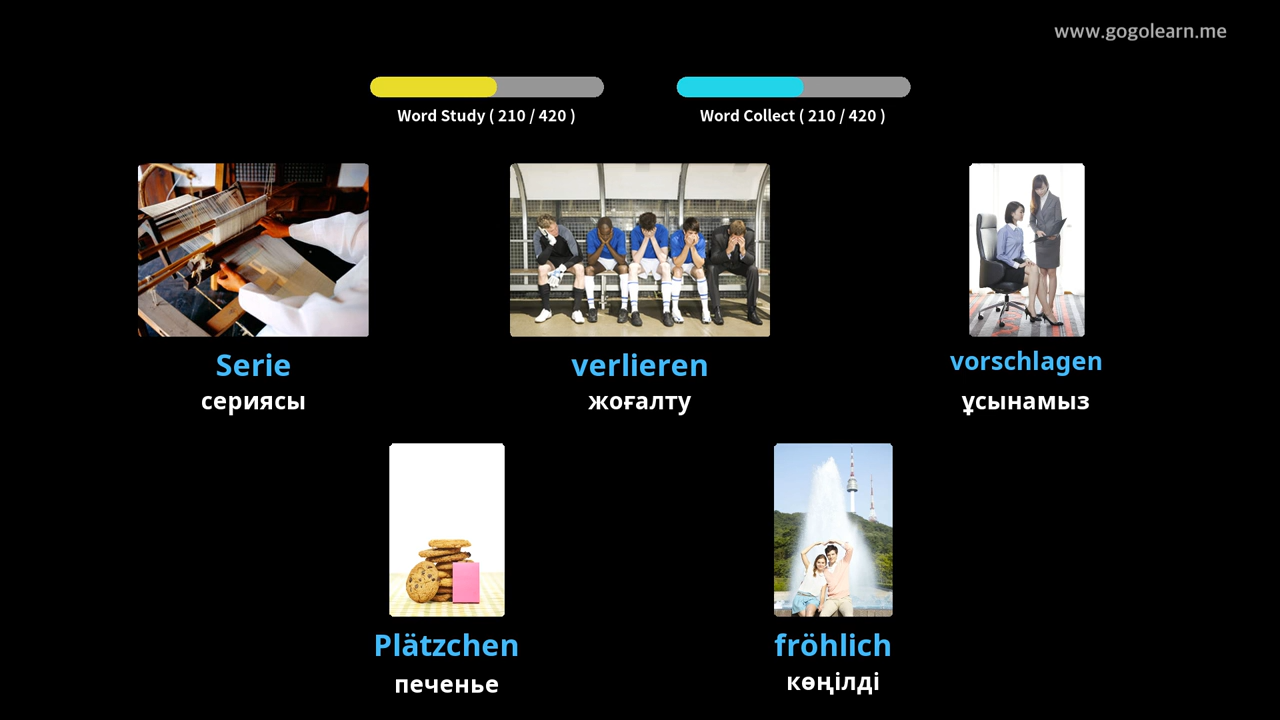 www.gogolearn.me
Word Study ( 210 / 420 )
Word Collect ( 210 / 420 )
Serie
сериясы
verlieren
жоғалту
vorschlagen
ұсынамыз
Plätzchen
печенье
fröhlich
көңілді